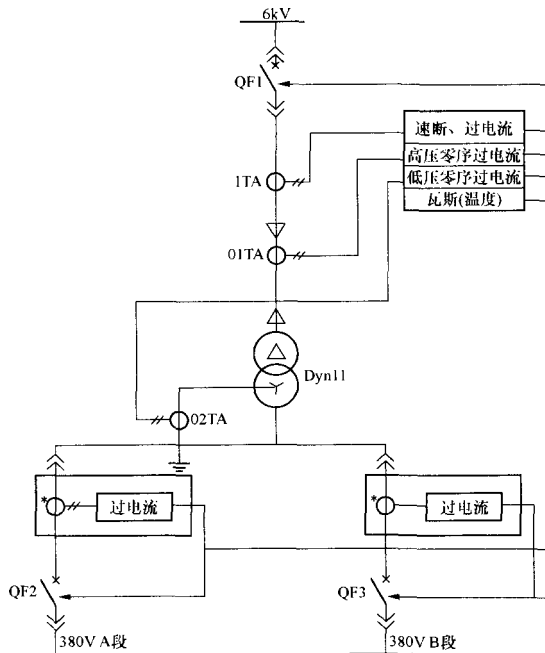 6kV
QF1
速断、过电流
高压零序过电流
低压零序过电流
瓦斯(温度)
1TA
01TA
Dyn11
02TA
*
过电流
*
过电流
QF2
QF3
380V A段
380V B段